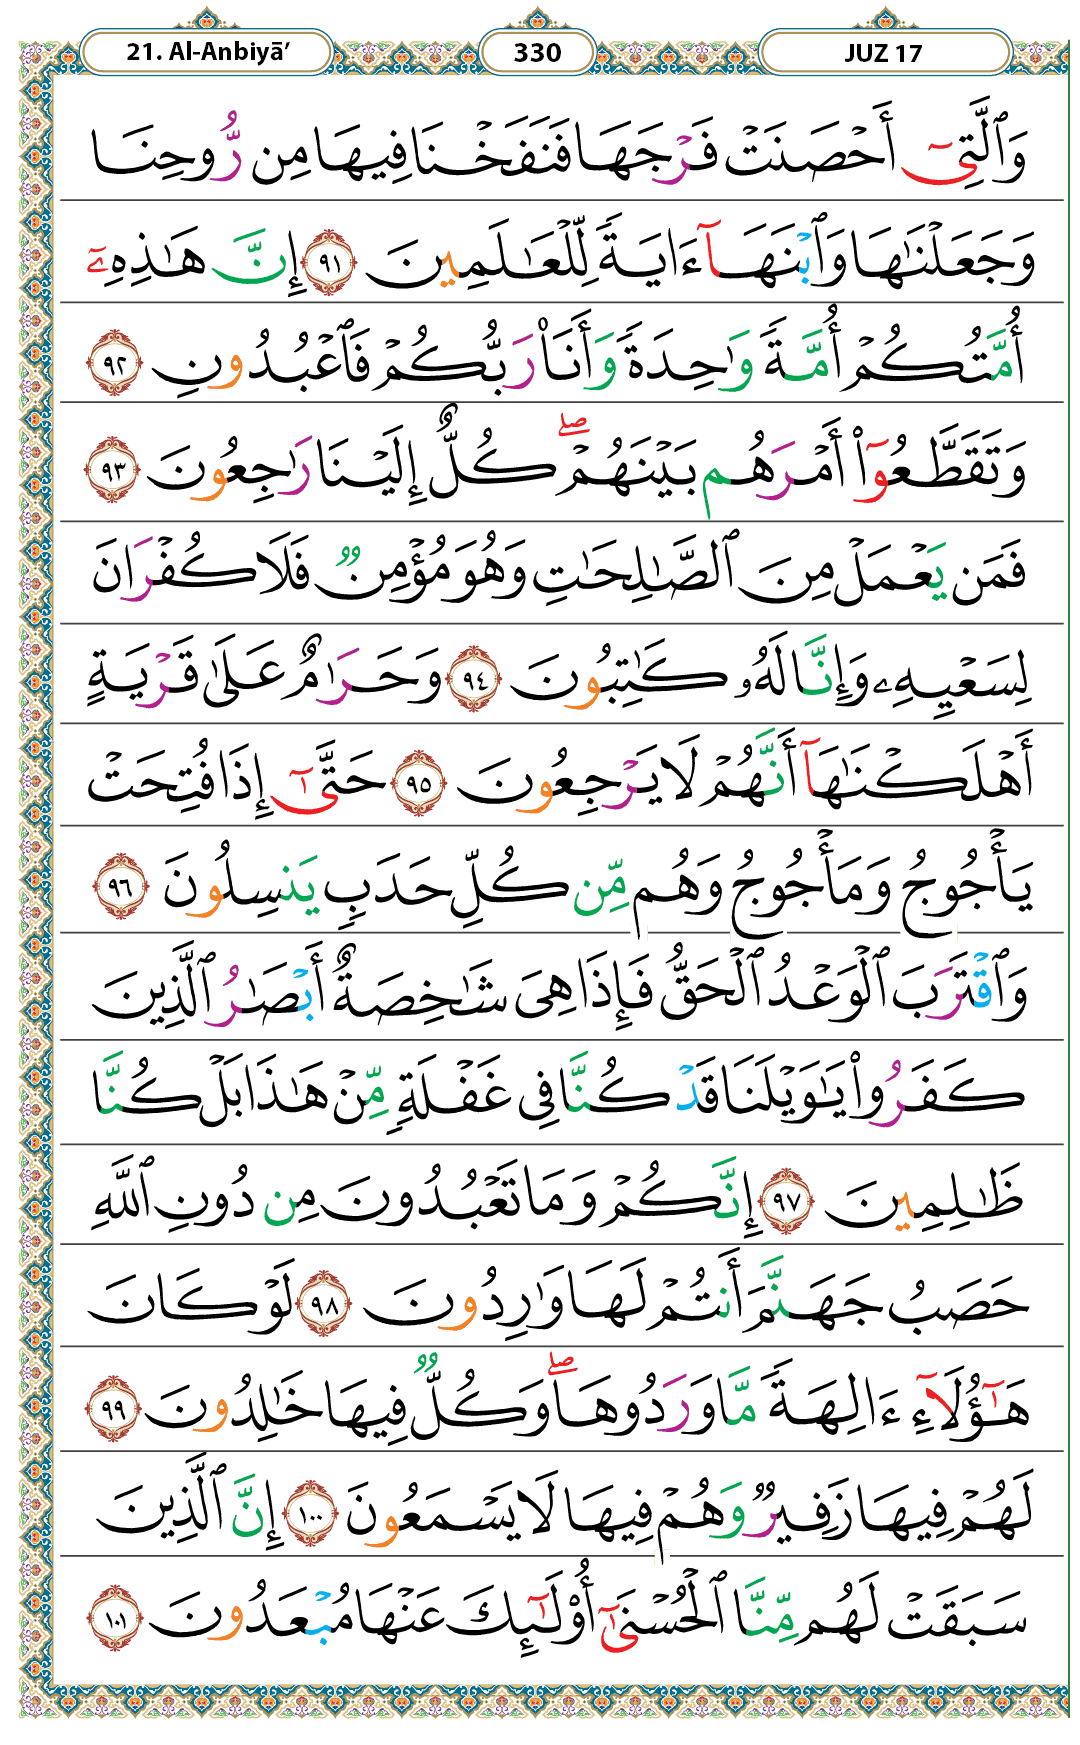 21. Al-Anbiyā’ 330 JUZ 17
وَٱلَّتِىٓ أَحْصَنَتْ فَرْجَهَا فَنَفَخْنَا فِيهَا مِن رُّوحِنَا
وَجَعَلْنَٰهَا وَٱبْنَهَآ ءَايَةً لِّلْعَٰلَمِينَ ٩١ إِنَّ هَٰذِهِۦٓ
أُمَّتُكُمْ أُمَّةً وَٰحِدَةً وَأَنَا۠ رَبُّكُمْ فَٱعْبُدُونِ ٩٢
وَتَقَطَّعُوٓا۟ أَمْرَهُم بَيْنَهُمْ ۖ كُلٌّ إِلَيْنَا رَٰجِعُونَ ٩٣
فَمَن يَعْمَلْ مِنَ ٱلصَّٰلِحَٰتِ وَهُوَ مُؤْمِنٌ فَلَا كُفْرَانَ
لِسَعْيِهِۦ وَإِنَّا لَهُۥ كَٰتِبُونَ ٩٤ وَحَرَٰمٌ عَلَىٰ قَرْيَةٍ
أَهْلَكْنَٰهَآ أَنَّهُمْ لَا يَرْجِعُونَ ٩٥ حَتَّىٰٓ إِذَا فُتِحَتْ
يَأْجُوجُ وَمَأْجُوجُ وَهُم مِّن كُلِّ حَدَبٍ يَنسِلُونَ ٩٦
وَٱقْتَرَبَ ٱلْوَعْدُ ٱلْحَقُّ فَإِذَا هِىَ شَٰخِصَةٌ أَبْصَٰرُ ٱلَّذِينَ
كَفَرُوا۟ يَٰوَيْلَنَا قَدْ كُنَّا فِى غَفْلَةٍ مِّنْ هَٰذَا بَلْ كُنَّا
ظَٰلِمِينَ ٩٧ إِنَّكُمْ وَمَا تَعْبُدُونَ مِن دُونِ ٱللَّهِ
حَصَبُ جَهَنَّمَ أَنتُمْ لَهَا وَٰرِدُونَ ٩٨ لَوْ كَانَ
هَٰٓؤُلَآءِ ءَالِهَةً مَّا وَرَدُوهَا ۖ وَكُلٌّ فِيهَا خَٰلِدُونَ ٩٩
لَهُمْ فِيهَا زَفِيرٌ وَهُمْ فِيهَا لَا يَسْمَعُونَ ١٠٠ إِنَّ ٱلَّذِينَ
سَبَقَتْ لَهُم مِّنَّا ٱلْحُسْنَىٰٓ أُو۟لَٰٓئِكَ عَنْهَا مُبْعَدُونَ ١٠١